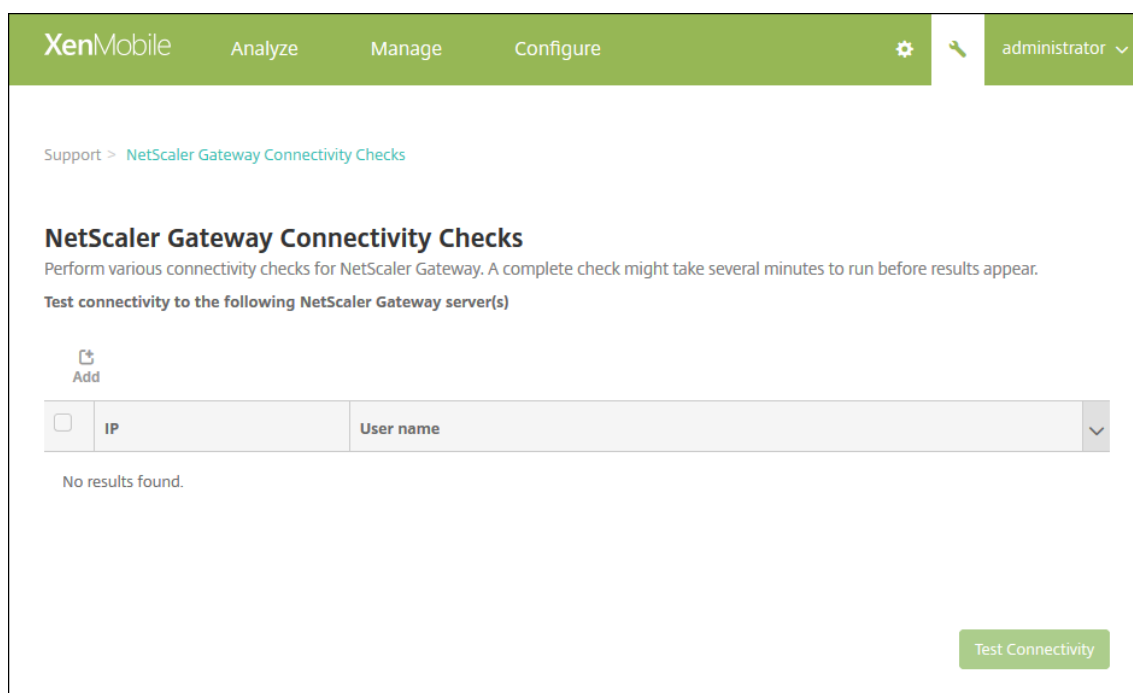 XenMobile Analyze Manage Configure administrator
Support > NetScaler Gateway Connectivity Checks
NetScaler Gateway Connectivity Checks
Perform various connectivity checks for NetScaler Gateway. A complete check might take several minutes to run before results appear.
Test connectivity to the following NetScaler Gateway server(s)
Add
IP User name
No results found.
Test Connectivity